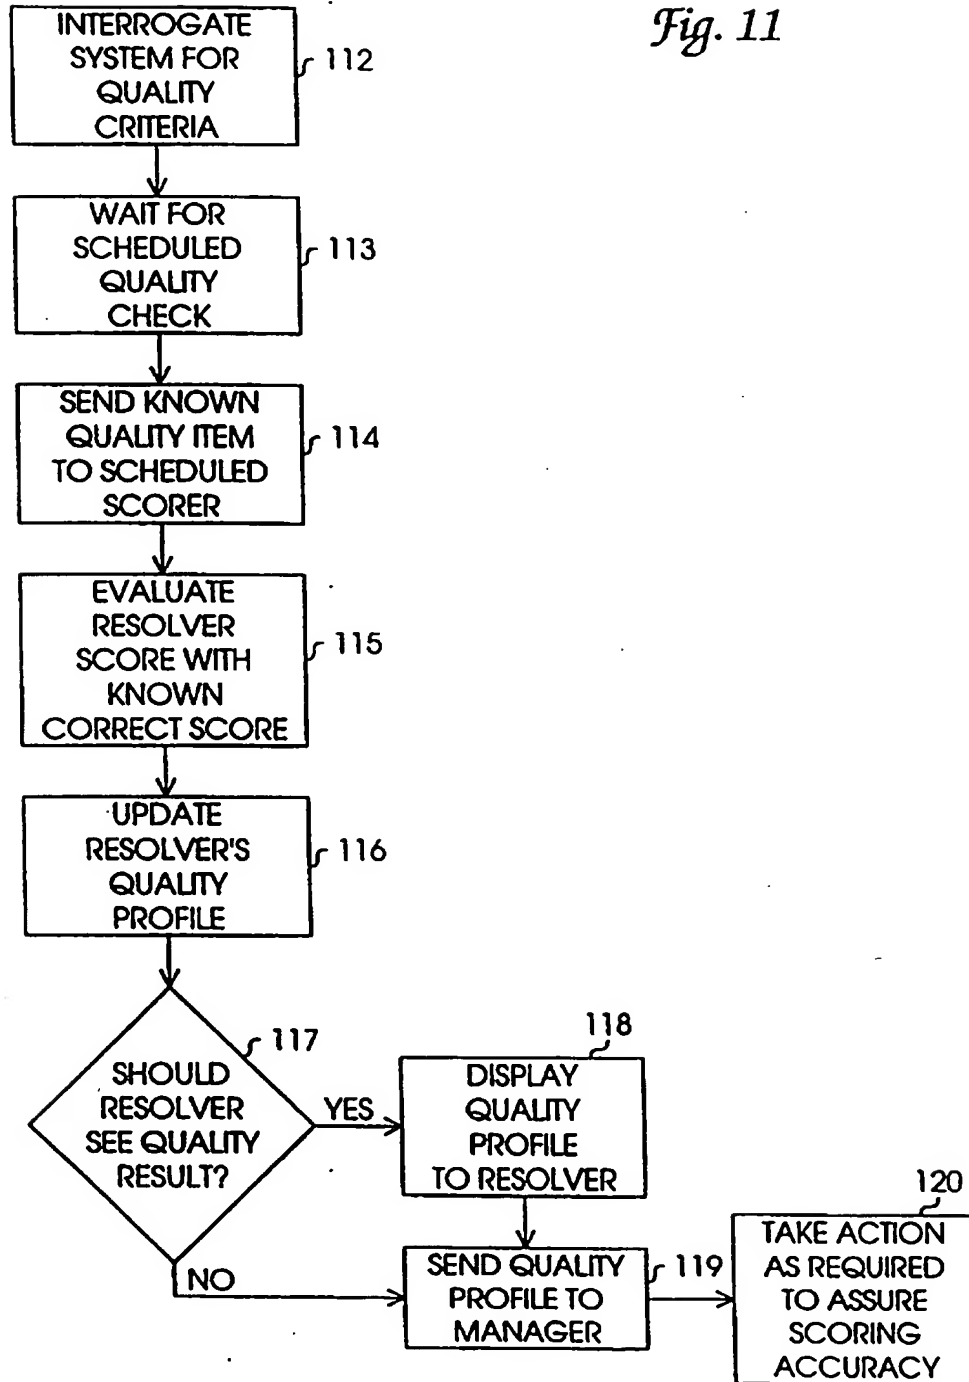 Fig. 11
INTERROGATE
SYSTEM FOR
QUALITY
CRITERIA
112
WAIT FOR
SCHEDULED
QUALITY
CHECK
113
SEND KNOWN
QUALITY ITEM
TO SCHEDULED
SCORER
114
EVALUATE
RESOLVER
SCORE WITH
KNOWN
CORRECT SCORE
115
UPDATE
RESOLVER'S
QUALITY
PROFILE
116
SHOULD
RESOLVER
SEE QUALITY
RESULT?
117
YES
NO
DISPLAY
QUALITY
PROFILE
TO RESOLVER
118
SEND QUALITY
PROFILE TO
MANAGER
119
TAKE ACTION
AS REQUIRED
TO ASSURE
SCORING
ACCURACY
120